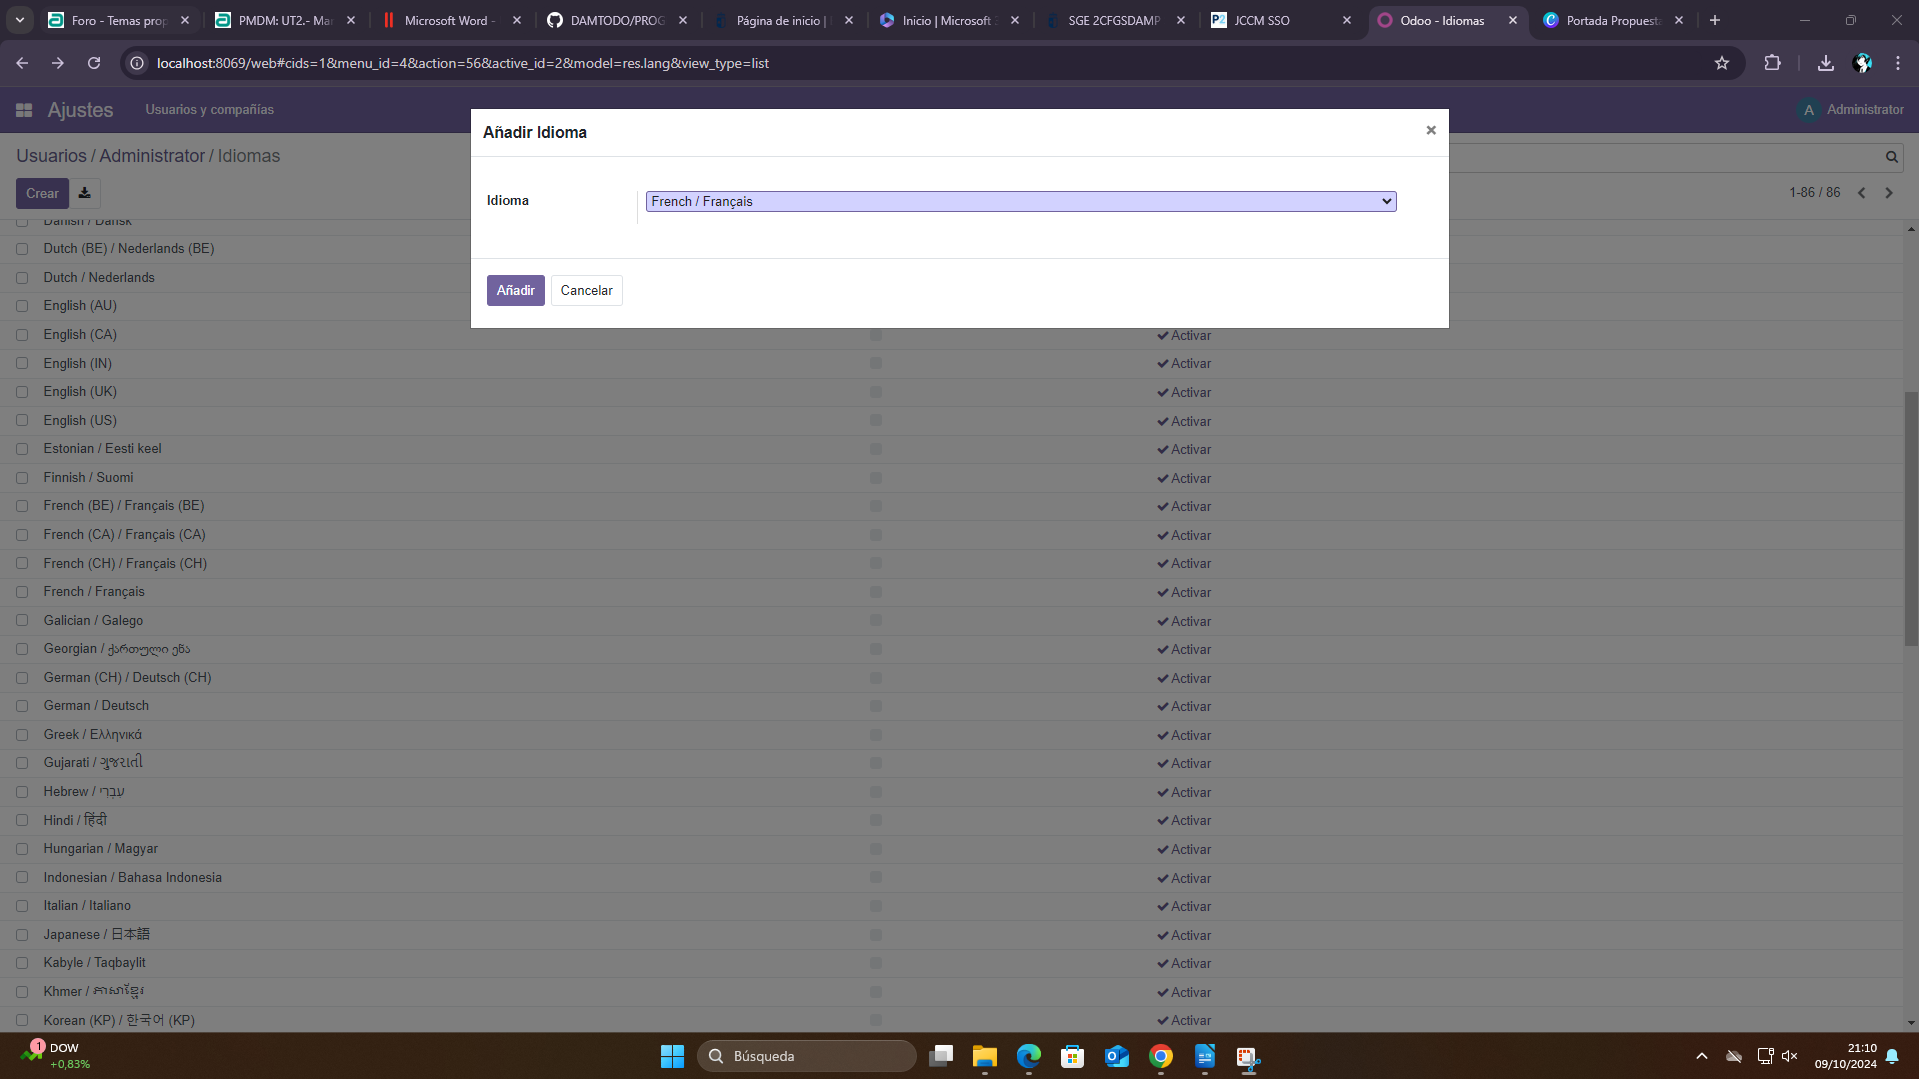 Foro - Temas prop
PMDM: UT2.- Mar
Microsoft Word -
DAMTODO/PROG
Página de inicio |
Inicio | Microsoft 3
SGE 2CFGSDAMP
P2 JCCM SSO
Odoo - Idiomas
Portada Propuesta
localhost:8069/web#cids=1&menu_id=4&action=56&active_id=2&model=res.lang&view_type=list
Ajustes
Usuarios y compañías
A Administrator
Usuarios / Administrator / Idiomas
Crear
1-86 / 86
Añadir Idioma
Idioma
French / Français
Añadir
Cancelar
Danish / Dansk
Dutch (BE) / Nederlands (BE)
Dutch / Nederlands
English (AU)
English (CA) Activar
English (IN) Activar
English (UK) Activar
English (US) Activar
Estonian / Eesti keel Activar
Finnish / Suomi Activar
French (BE) / Français (BE) Activar
French (CA) / Français (CA) Activar
French (CH) / Français (CH) Activar
French / Français Activar
Galician / Galego Activar
Georgian / ქართული ენა Activar
German (CH) / Deutsch (CH) Activar
German / Deutsch Activar
Greek / Ελληνικά Activar
Gujarati / ગુજરાતી Activar
Hebrew / עברי Activar
Hindi / हिंदी Activar
Hungarian / Magyar Activar
Indonesian / Bahasa Indonesia Activar
Italian / Italiano Activar
Japanese / 日本語 Activar
Kabyle / Taqbaylit Activar
Khmer / ភាសាខ្មែរ Activar
Korean (KP) / 한국어 (KP) Activar
1
DOW
+0,83%
Búsqueda
21:10
09/10/2024